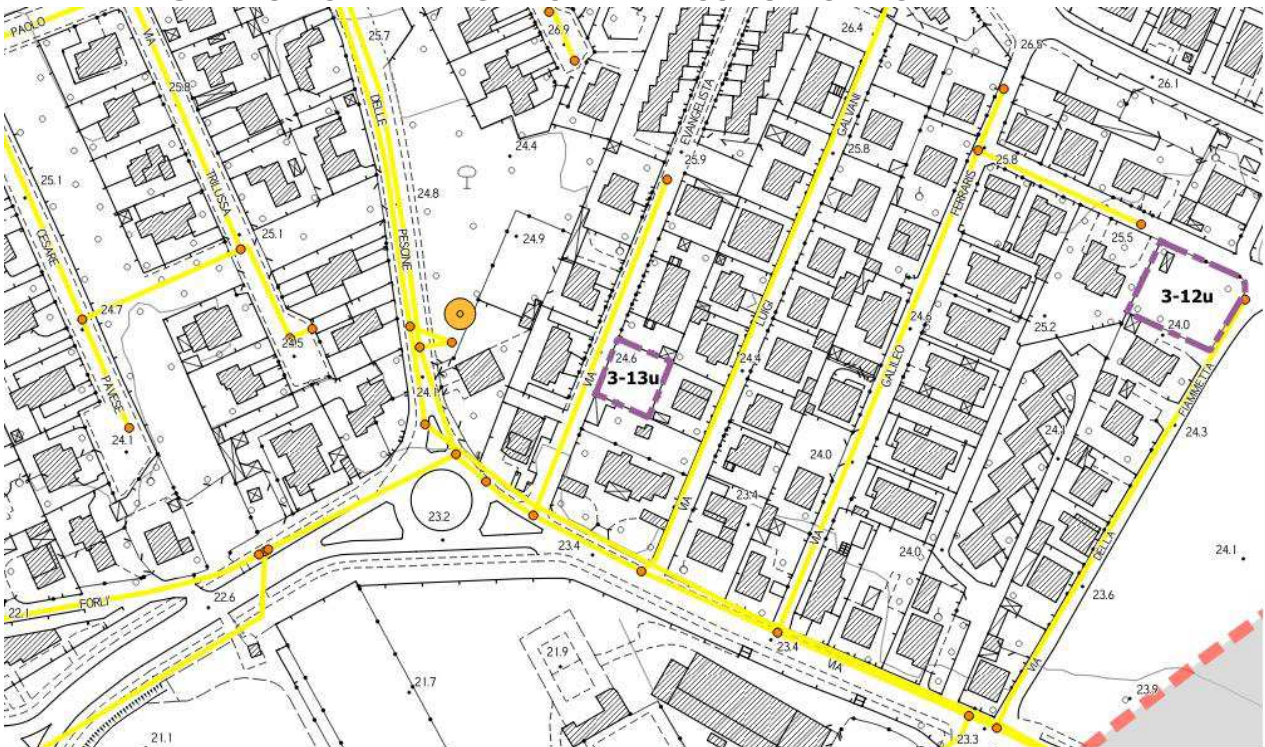 PAOLO
VIA
25.7
26.9
26.4
26.5
26.1
25.8
DELLE
EVANGELISTA
GALVANI
24.4
25.9
25.8
25.8
25.1
24.8
FERRARIS
TRILUSSA
25.1
PESCINE
24.9
25.5
CESARE
3-12u
24.7
24.5
LUIGI
24.6
25.2
24.0
24.6
3-13u
VIA
24.4
GALILEO
PAVESE
24.1
FIAMMETTA
24.1
24.1
24.3
24.0
23.4
VIA
23.2
23.4
VIA
24.0
DELLA
24.1
22.1
FORLI'
22.6
23.6
23.4
VIA
VIA
21.9
21.7
23.9
21.1
23.3